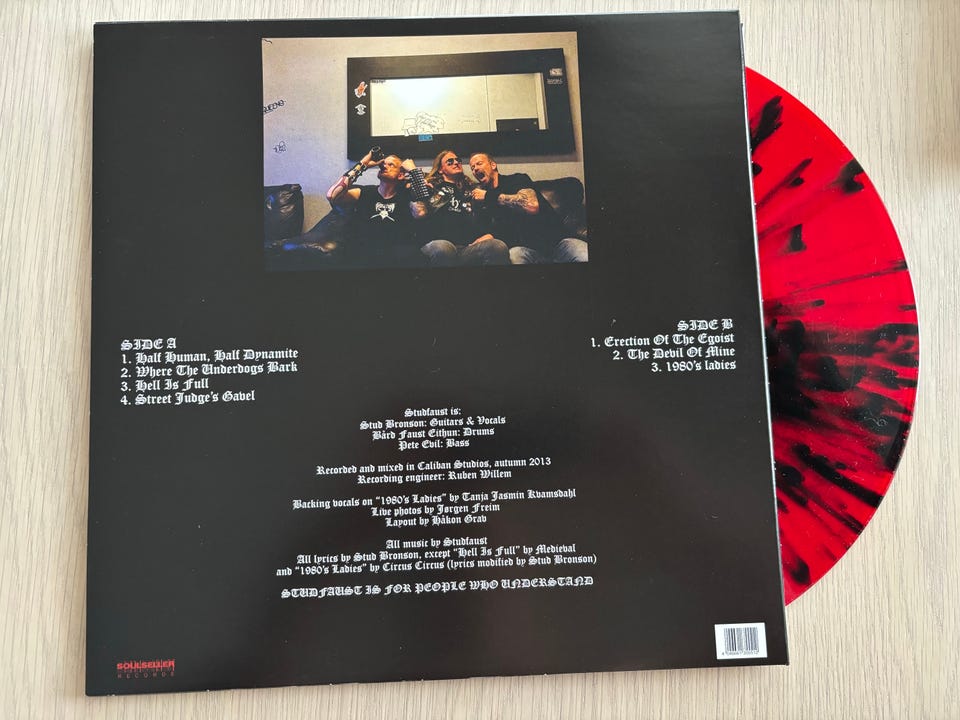 QUEENS
SIDE A
1. Half Human, Half Dynamite
2. Where The Underdogs Bark
3. Hell Is Full
4. Street Judge's Gavel
SIDE B
1. Erection Of The Egoist
2. The Devil Of Mine
3. 1980's ladies
Studfaust is:
Stud Bronson: Guitars & Vocals
Bård Faust Eithun: Drums
Pete Evil: Bass
Recorded and mixed in Caliban Studios, autumn 2013
Recording engineer: Ruben Willem
Backing vocals on "1980's Ladies" by Tanja Jasmin Kvamsdahl
Live photos by Jørgen Freim
Layout by Håkon Grav
All music by Studfaust
All lyrics by Stud Bronson, except "Hell Is Full" by Medieval
and "1980's Ladies" by Circus Circus (lyrics modified by Stud Bronson)
STUDFAUST IS FOR PEOPLE WHO UNDERSTAND
SOULSELLER
RECORDS